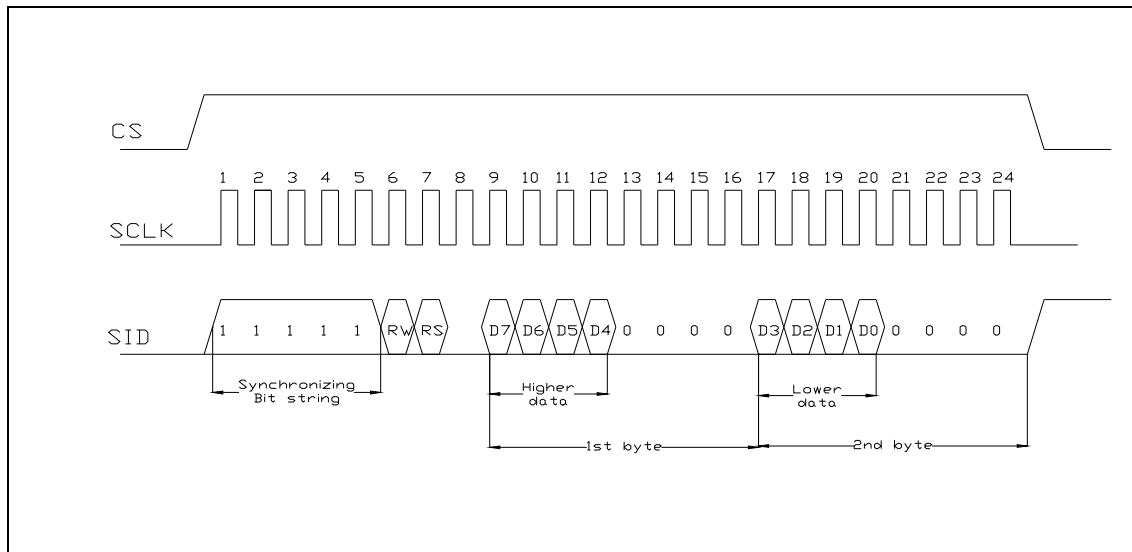 CS
1 2 3 4 5 6 7 8 9 10 11 12 13 14 15 16 17 18 19 20 21 22 23 24
SCLK
SID
1 1 1 1 1 RW RS D7 D6 D5 D4 0 0 0 0 D3 D2 D1 D0 0 0 0 0
Synchronizing
Bit string
Higher
data
Lower
data
1st byte
2nd byte